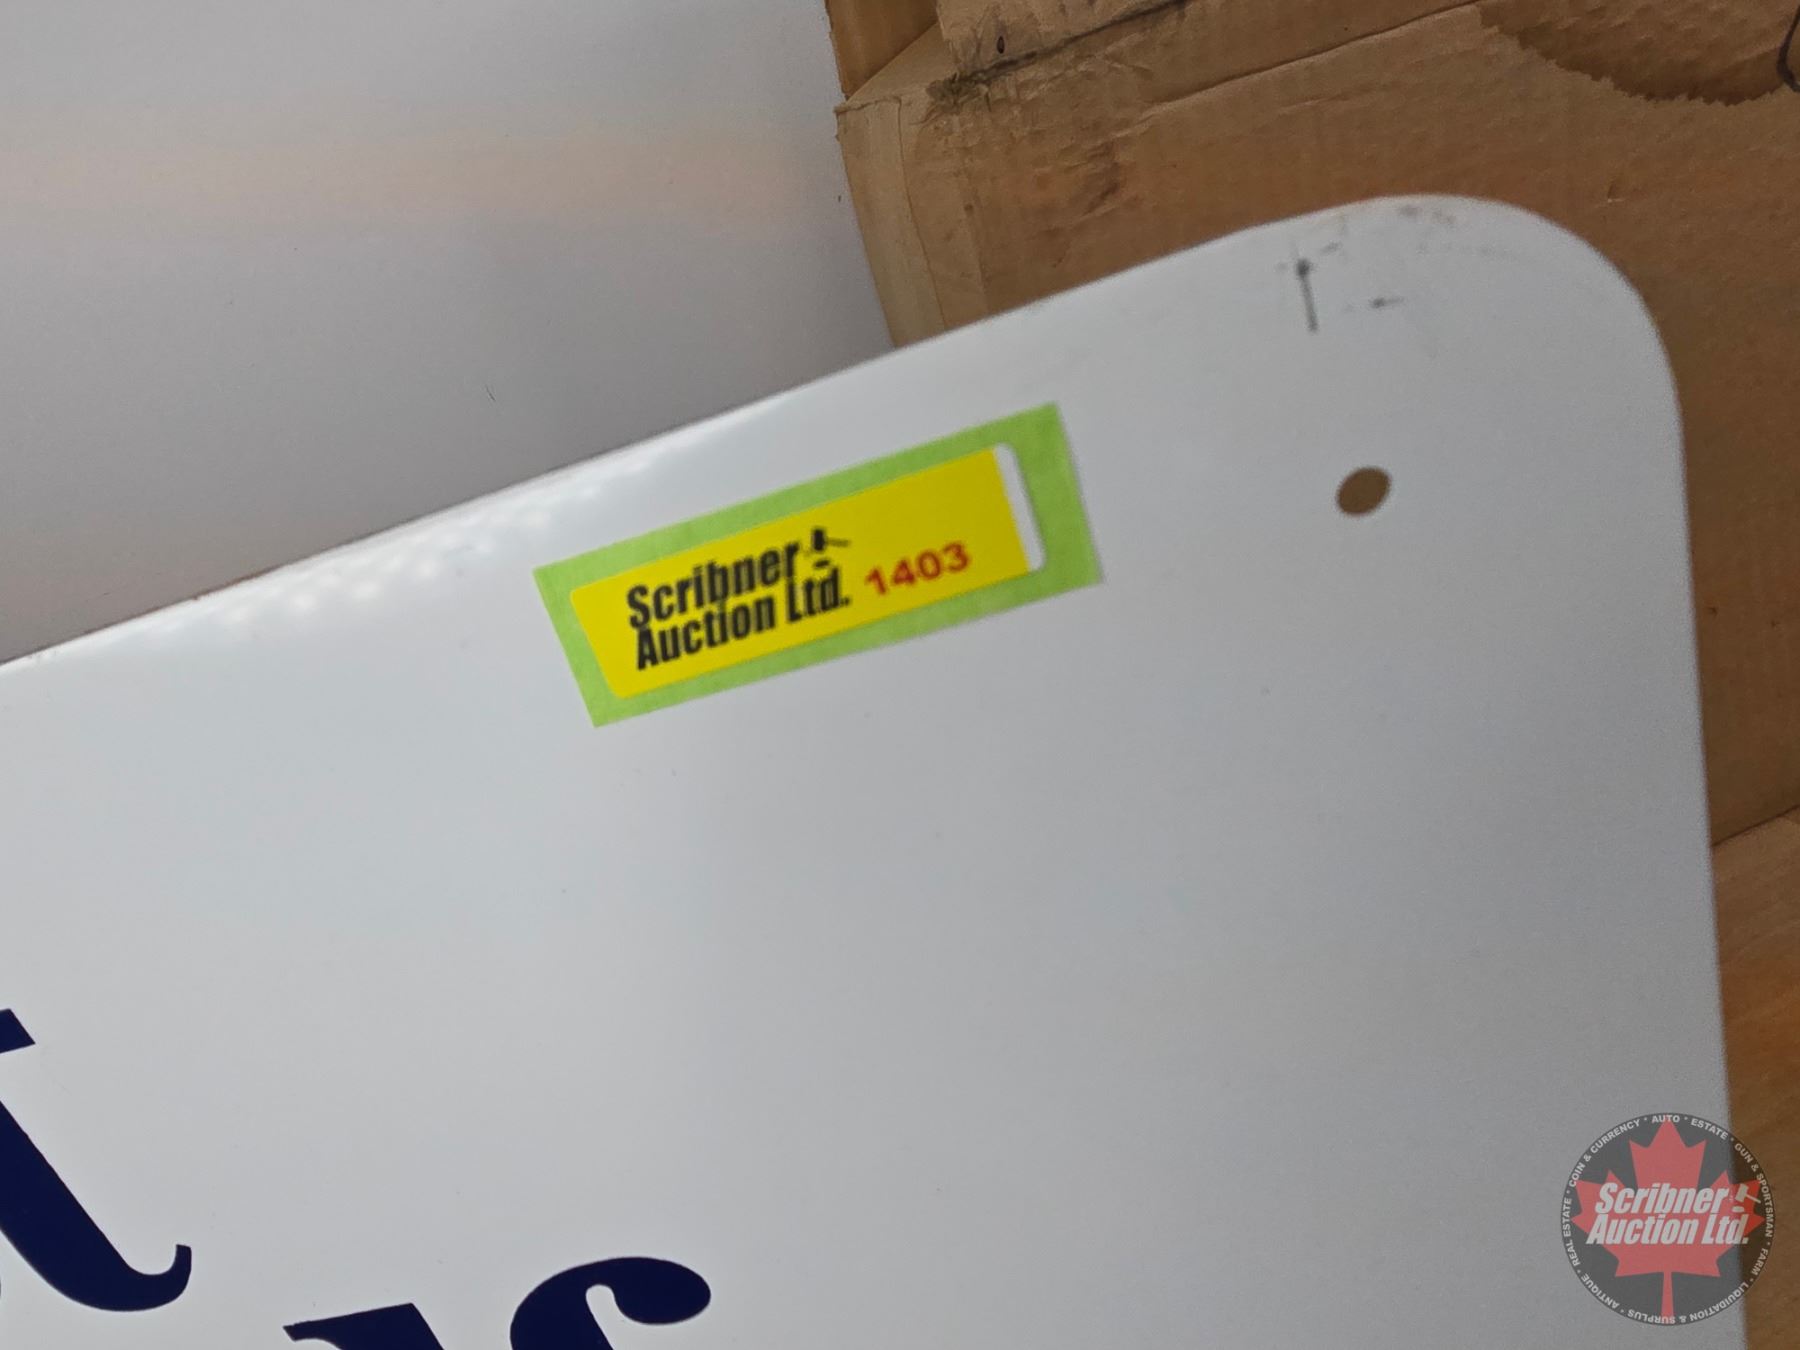 Scribner
Auction Ltd. 1403
COIN & CURRENCY * AUTO * ESTATE * GUN & SPORTSMAN * FARM * LIQUIDATION & SURPLUS * ANTIQUE * REAL ESTATE *
Scribner
Auction Ltd.